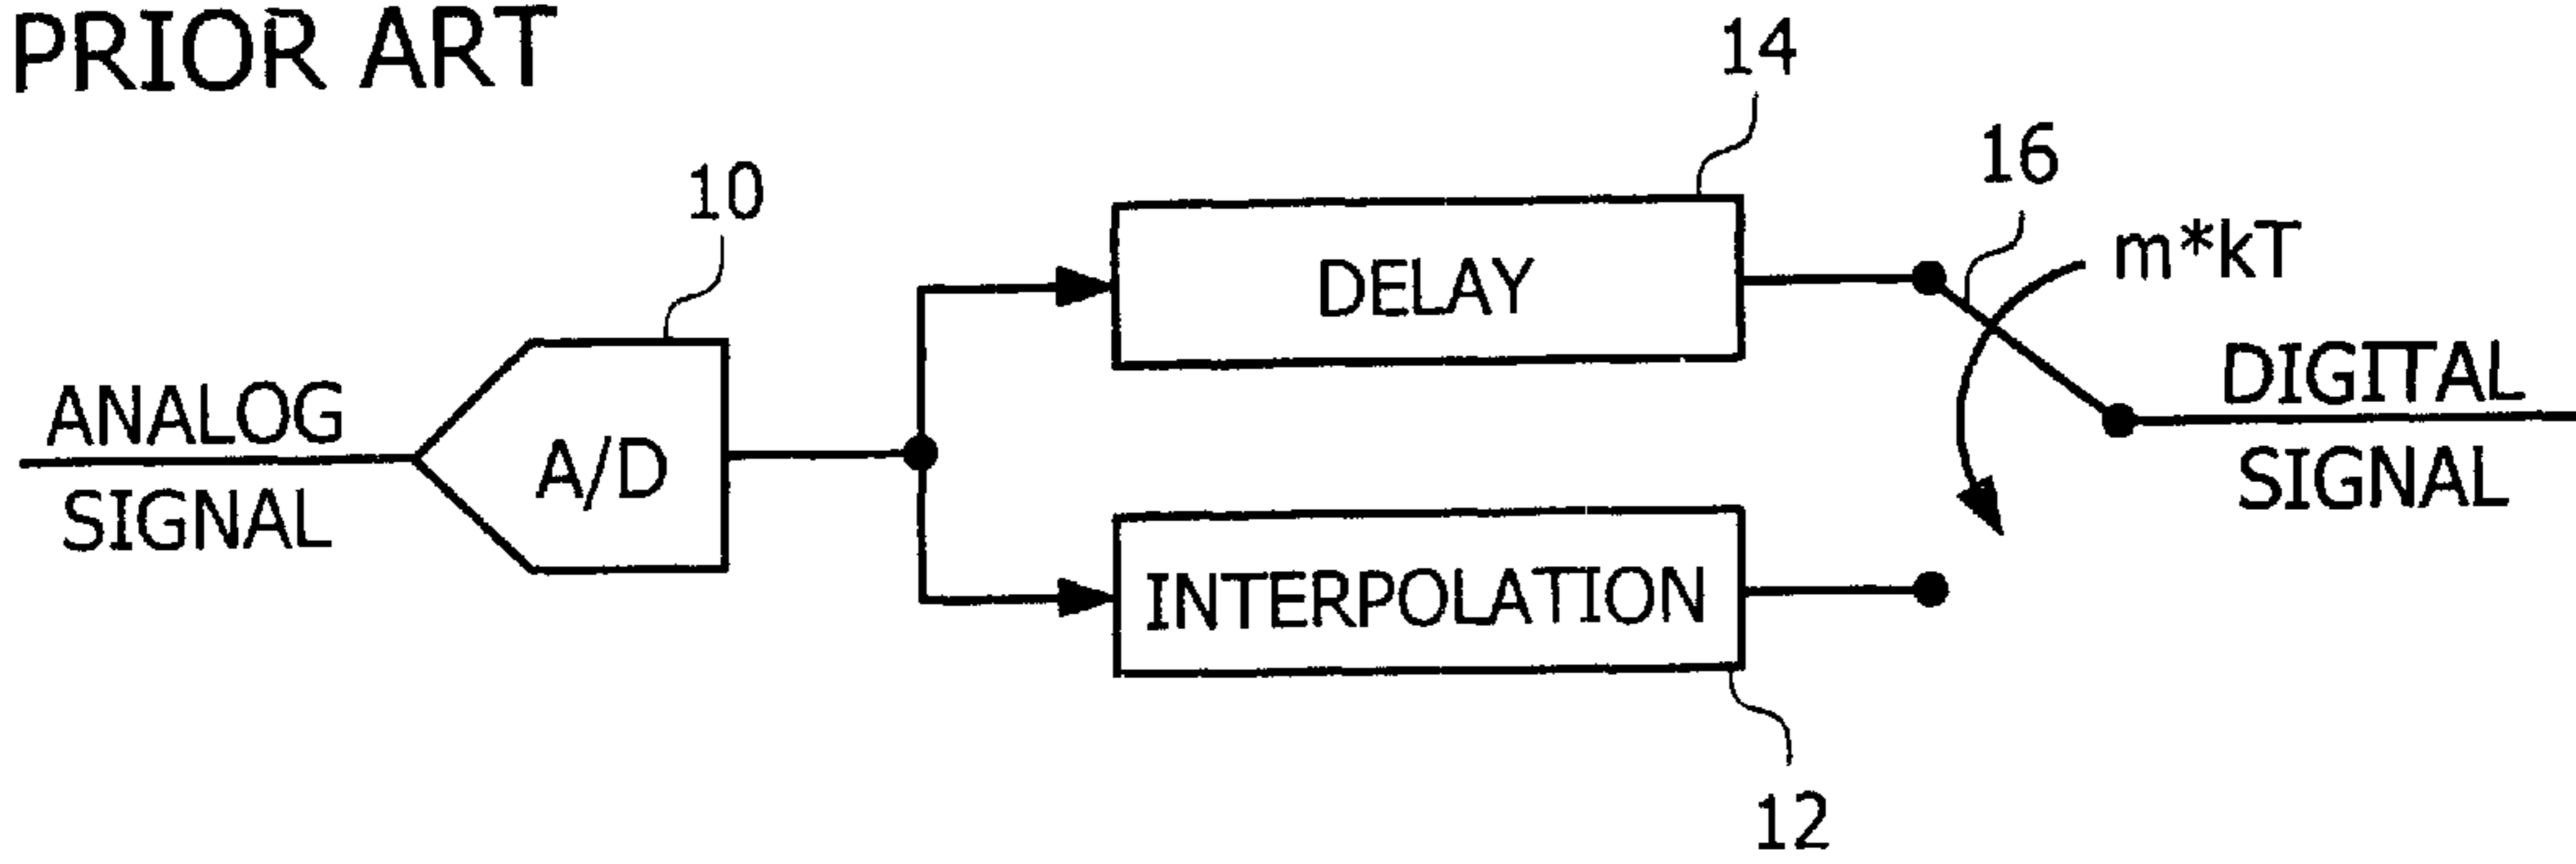 PRIOR ART
14
16
10
m*kT
DELAY
ANALOG
SIGNAL
A/D
DIGITAL
SIGNAL
INTERPOLATION
12